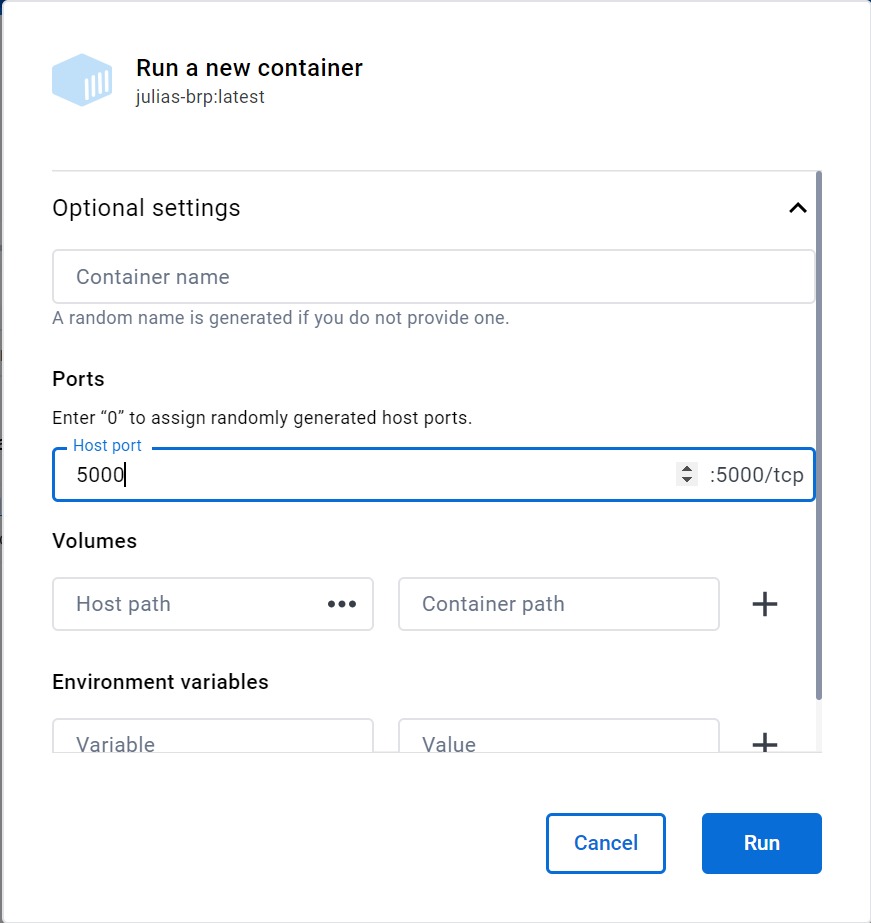 Run a new container
julias-brp:latest
Optional settings
Container name
A random name is generated if you do not provide one.
Ports
Enter “0” to assign randomly generated host ports.
Host port
5000 :5000/tcp
Volumes
Host path ••• Container path +
Environment variables
Variable Value +
Cancel Run